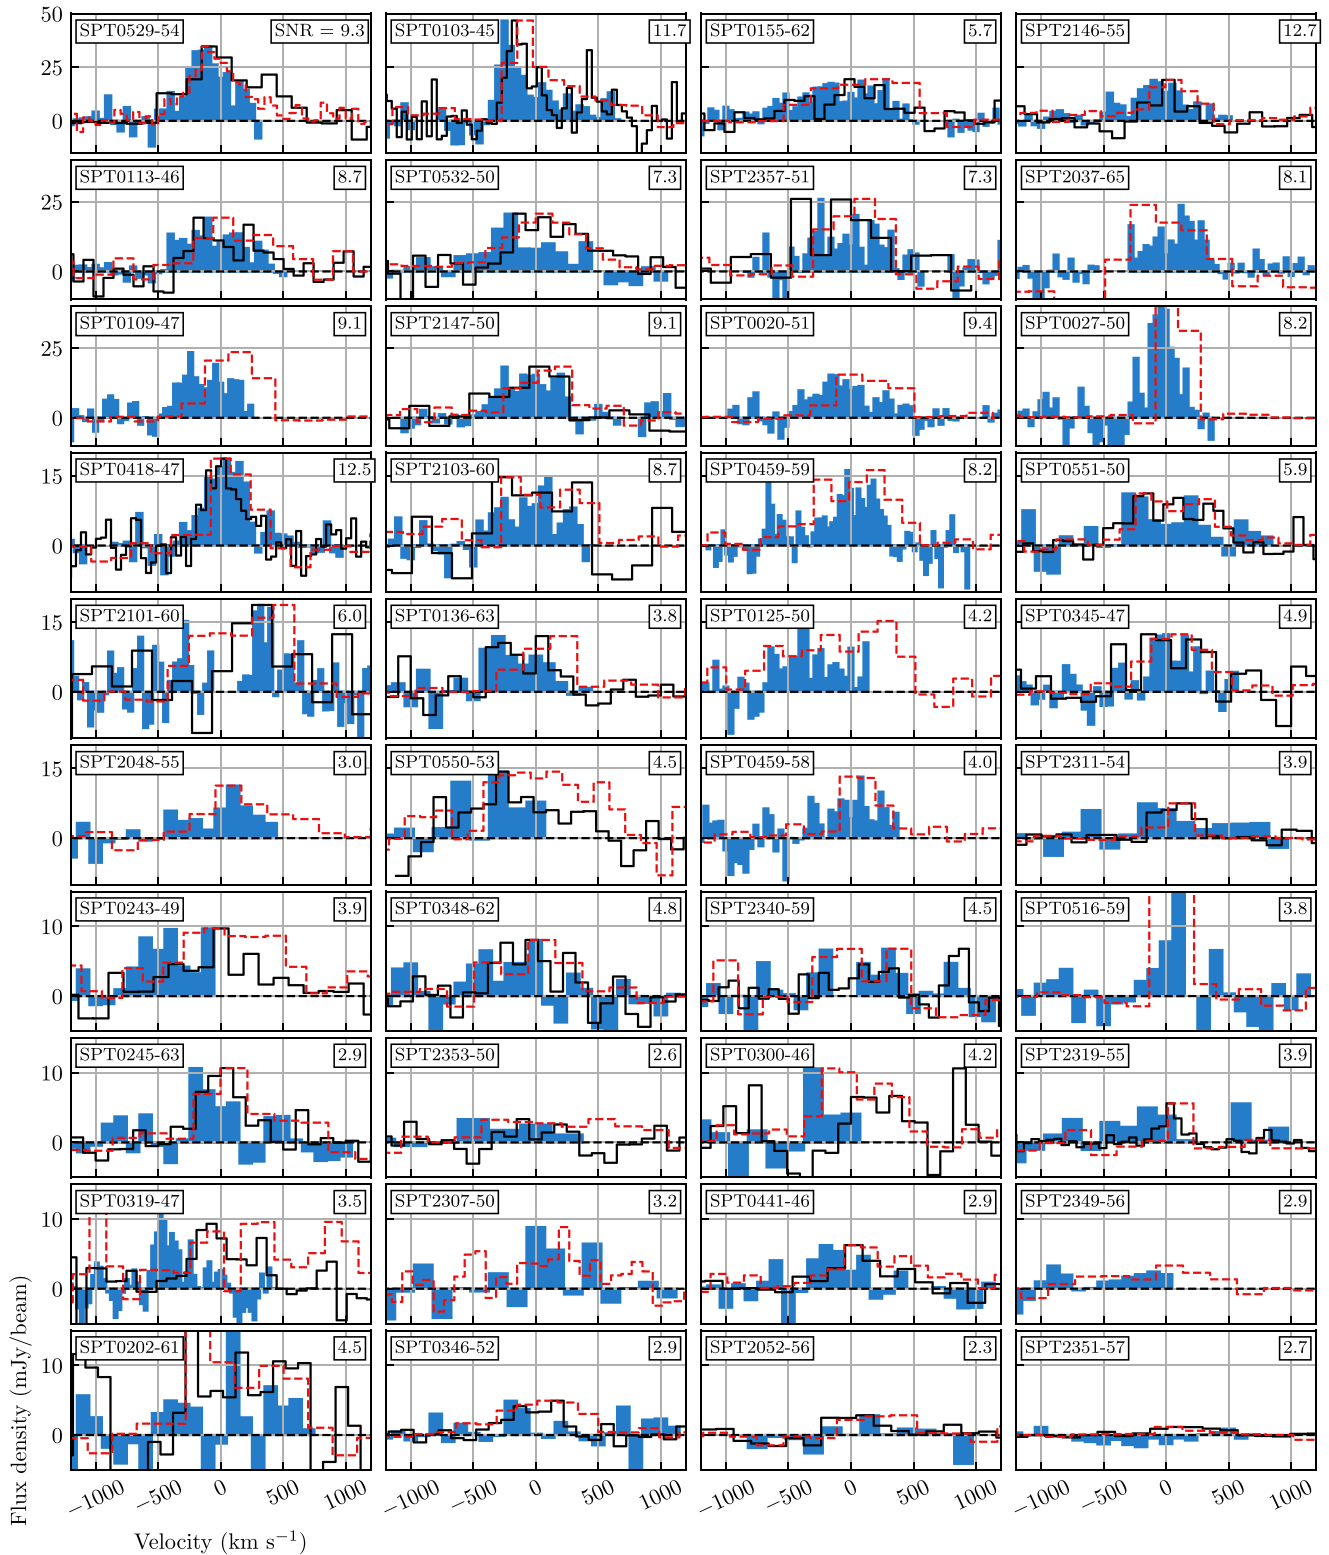 50
SPT0529-54 SNR = 9.3 SPT0103-45 11.7 SPT0155-62 5.7 SPT2146-55 12.7
25
0
SPT0113-46 8.7 SPT0532-50 7.3 SPT2357-51 7.3 SPT2037-65 8.1
25
0
SPT0109-47 9.1 SPT2147-50 9.1 SPT0020-51 9.4 SPT0027-50 8.2
25
0
SPT0418-47 12.5 SPT2103-60 8.7 SPT0459-59 8.2 SPT0551-50 5.9
15
0
SPT2101-60 6.0 SPT0136-63 3.8 SPT0125-50 4.2 SPT0345-47 4.9
15
0
SPT2048-55 3.0 SPT0550-53 4.5 SPT0459-58 4.0 SPT2311-54 3.9
15
0
SPT0243-49 3.9 SPT0348-62 4.8 SPT2340-59 4.5 SPT0516-59 3.8
10
0
SPT0245-63 2.9 SPT2353-50 2.6 SPT0300-46 4.2 SPT2319-55 3.9
10
0
SPT0319-47 3.5 SPT2307-50 3.2 SPT0441-46 2.9 SPT2349-56 2.9
10
0
SPT0202-61 4.5 SPT0346-52 2.9 SPT2052-56 2.3 SPT2351-57 2.7
10
0
−1000 −500 0 500 1000 −1000 −500 0 500 1000 −1000 −500 0 500 1000 −1000 −500 0 500 1000
Flux density (mJy/beam)
Velocity (km s⁻¹)